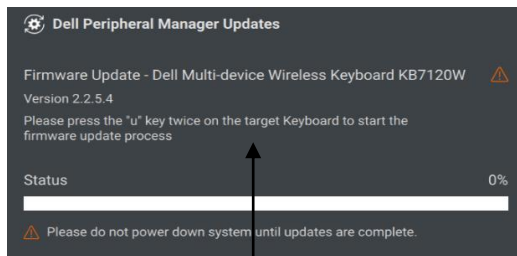 Dell Peripheral Manager Updates
Firmware Update - Dell Multi-device Wireless Keyboard KB7120W
Version 2.2.5.4
Please press the "u" key twice on the target Keyboard to start the
firmware update process
Status 0%
Please do not power down system until updates are complete.